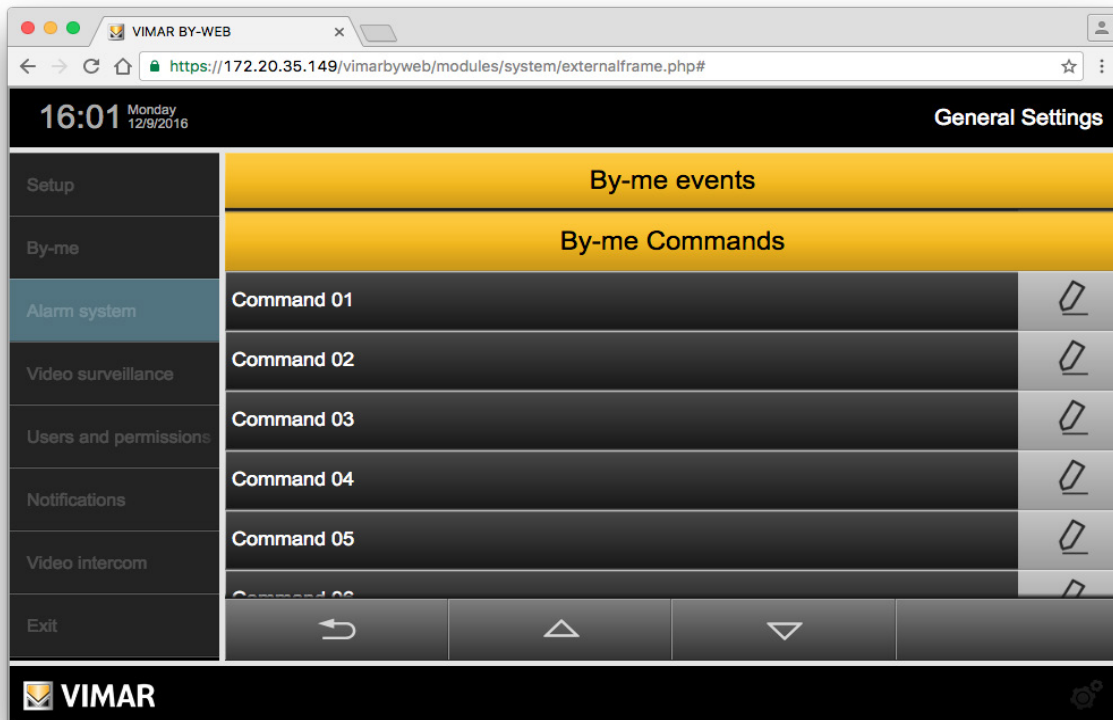 VIMAR BY-WEB
https://172.20.35.149/vimarbyweb/modules/system/externalframe.php#
16:01 Monday
12/9/2016
General Settings
Setup
By-me
Alarm system
Video surveillance
Users and permissions
Notifications
Video intercom
Exit
By-me events
By-me Commands
Command 01
Command 02
Command 03
Command 04
Command 05
Command 06
VIMAR